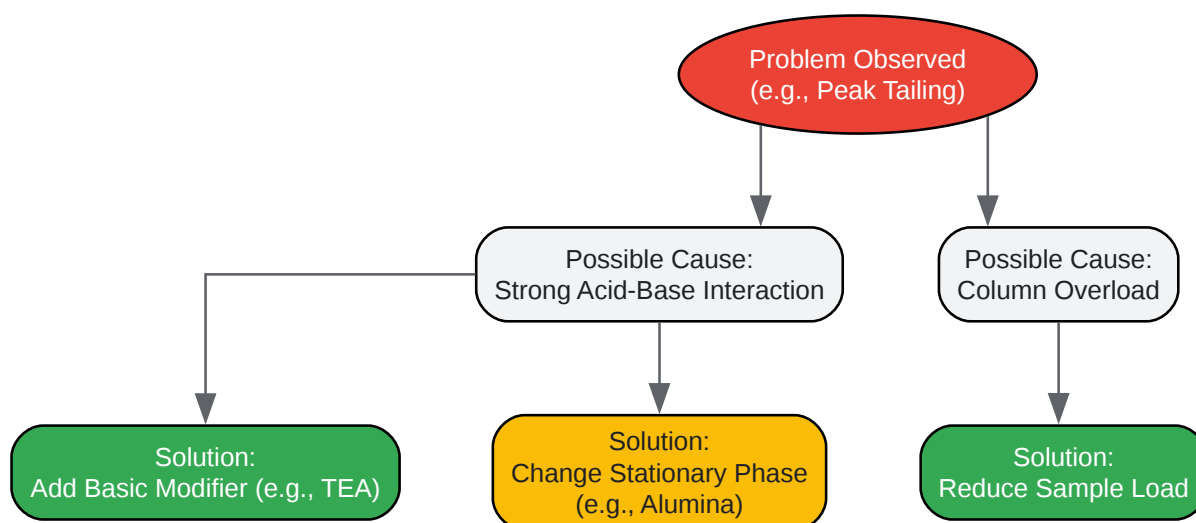 Problem Observed
(e.g., Peak Tailing)
Possible Cause:
Strong Acid-Base Interaction
Possible Cause:
Column Overload
Solution:
Add Basic Modifier (e.g., TEA)
Solution:
Change Stationary Phase
(e.g., Alumina)
Solution:
Reduce Sample Load